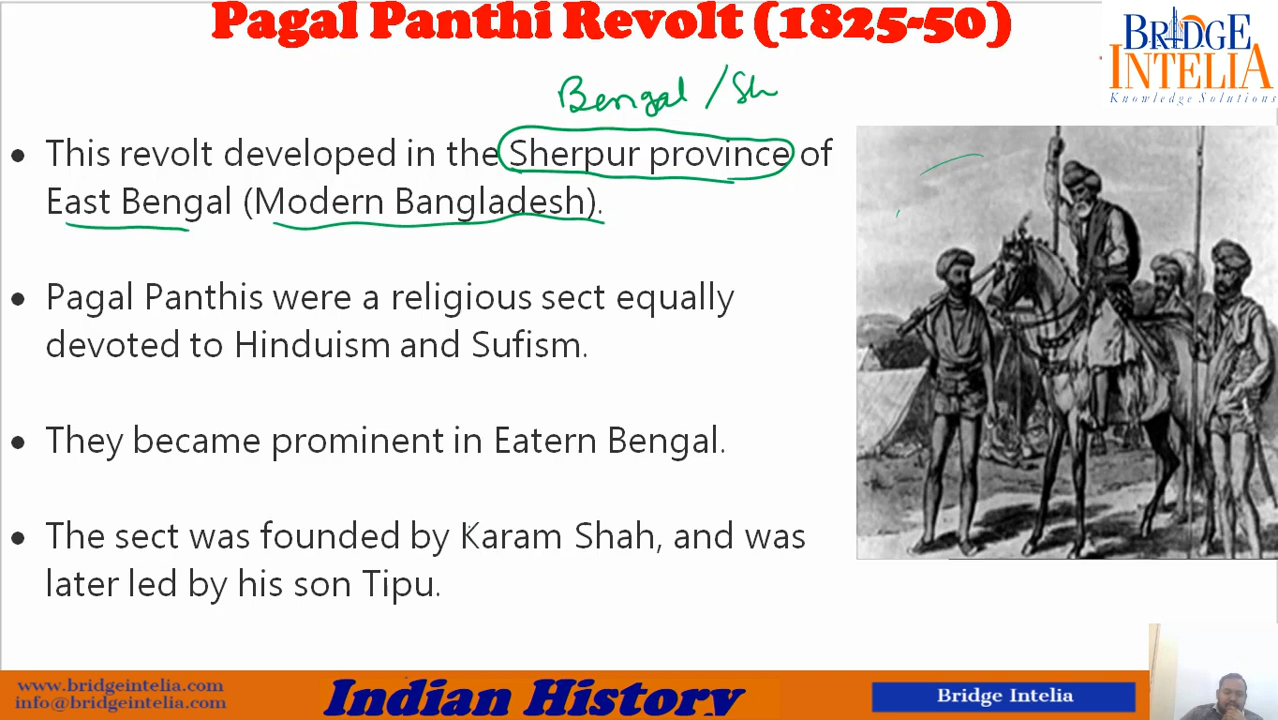 Pagal Panthi Revolt (1825-50)
BRIDGE
INTELIA
Knowledge Solutions
Bengal / Sh
• This revolt developed in the Sherpur province of
East Bengal (Modern Bangladesh).
• Pagal Panthis were a religious sect equally
devoted to Hinduism and Sufism.
• They became prominent in Eatern Bengal.
• The sect was founded by Karam Shah, and was
later led by his son Tipu.
www.bridgeintelia.com
info@bridgeintelia.com
Indian History
Bridge Intelia